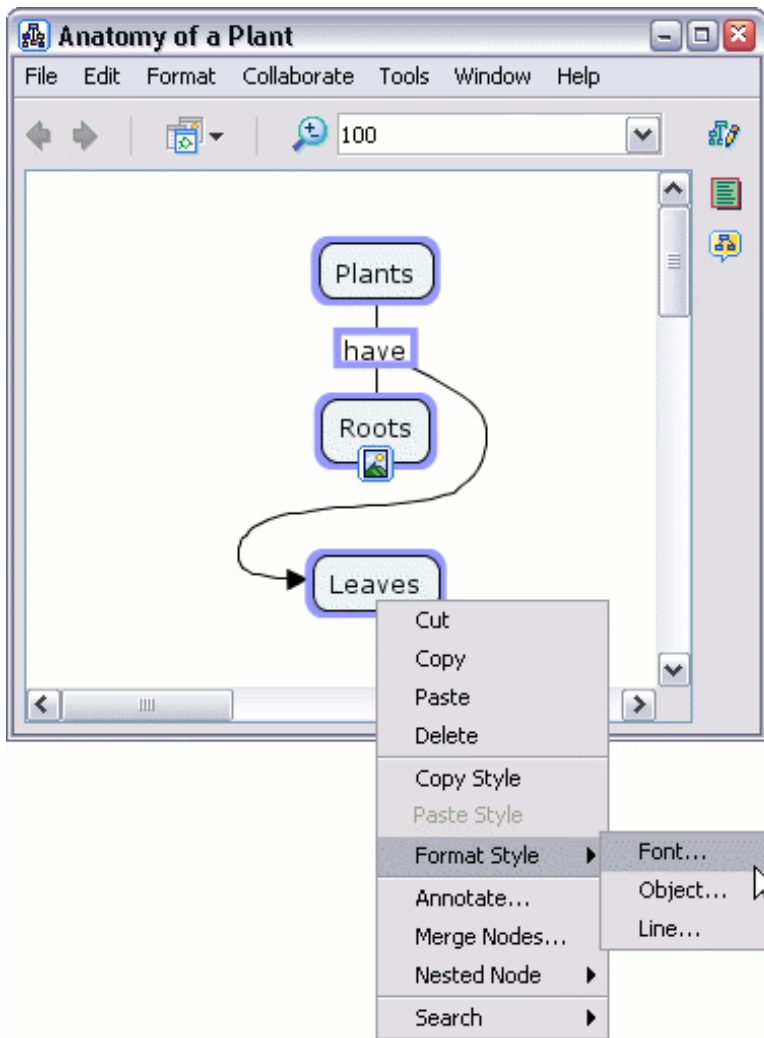 Anatomy of a Plant
File Edit Format Collaborate Tools Window Help
100
Plants
have
Roots
Leaves
Cut
Copy
Paste
Delete
Copy Style
Paste Style
Format Style
Font...
Object...
Line...
Annotate...
Merge Nodes...
Nested Node
Search